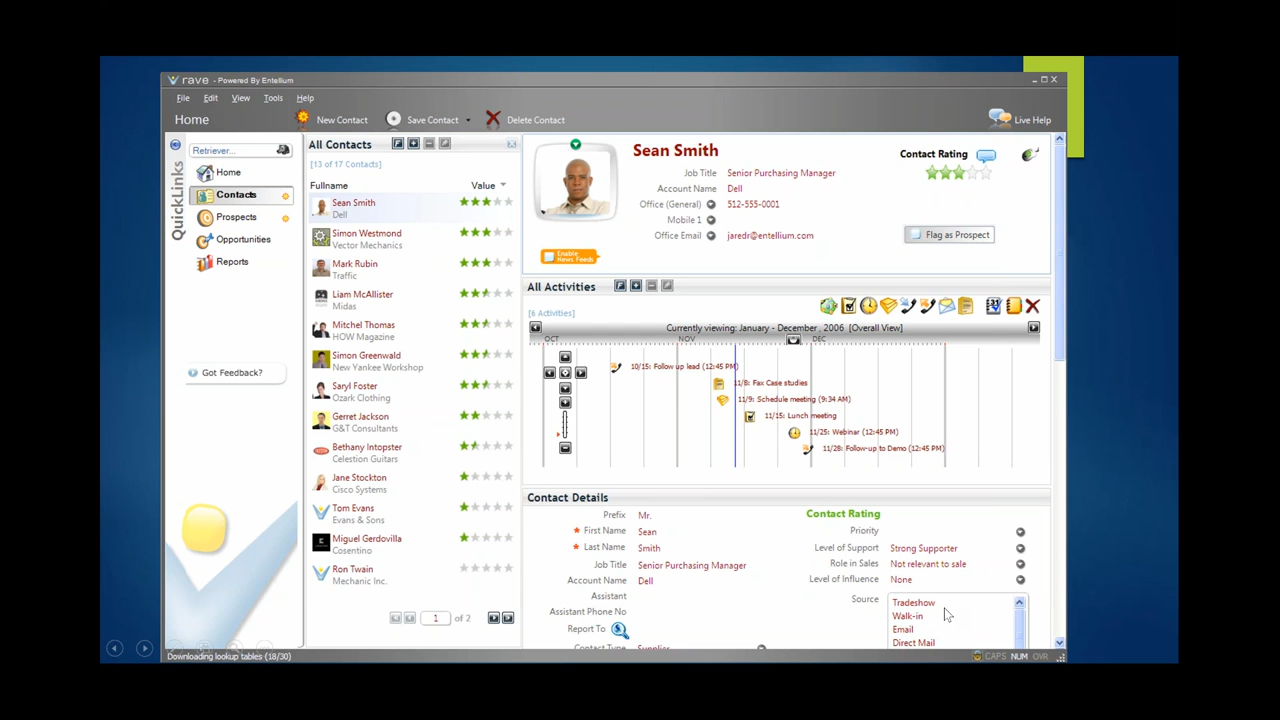 rave - Powered By Entellium
File Edit View Tools Help
Home
New Contact
Save Contact
Delete Contact
Live Help
QuickLinks
Retriever...
Home
Contacts
Prospects
Opportunities
Reports
Got Feedback?
All Contacts
[13 of 17 Contacts]
Fullname Value
Sean Smith
Dell
Simon Westmond
Vector Mechanics
Mark Rubin
Traffic
Liam McAllister
Midas
Mitchel Thomas
HOW Magazine
Simon Greenwald
New Yankee Workshop
Saryl Foster
Ozark Clothing
Gerret Jackson
G&T Consultants
Bethany Intopster
Celestion Guitars
Jane Stockton
Cisco Systems
Tom Evans
Evans & Sons
Miguel Gerdovilla
Cosentino
Ron Twain
Mechanic Inc.
1 of 2
Sean Smith
Job Title Senior Purchasing Manager
Account Name Dell
Office (General) 512-555-0001
Mobile 1
Office Email jaredr@entellium.com
Enable
News Feeds
Contact Rating
Flag as Prospect
All Activities
[6 Activities]
Currently viewing: January - December , 2006 [Overall View]
OCT NOV DEC
10/15: Follow up lead (12:45 PM)
11/8: Fax Case studies
11/9: Schedule meeting (9:34 AM)
11/15: Lunch meeting
11/25: Webinar (12:45 PM)
11/28: Follow-up to Demo (12:45 PM)
Contact Details
Prefix Mr.
* First Name Sean
* Last Name Smith
Job Title Senior Purchasing Manager
Account Name Dell
Assistant
Assistant Phone No
Report To
Contact Type Supplier
Contact Rating
Priority
Level of Support Strong Supporter
Role in Sales Not relevant to sale
Level of Influence None
Source Tradeshow
Walk-in
Email
Direct Mail
Downloading lookup tables (18/30)
CAPS NUM OVR